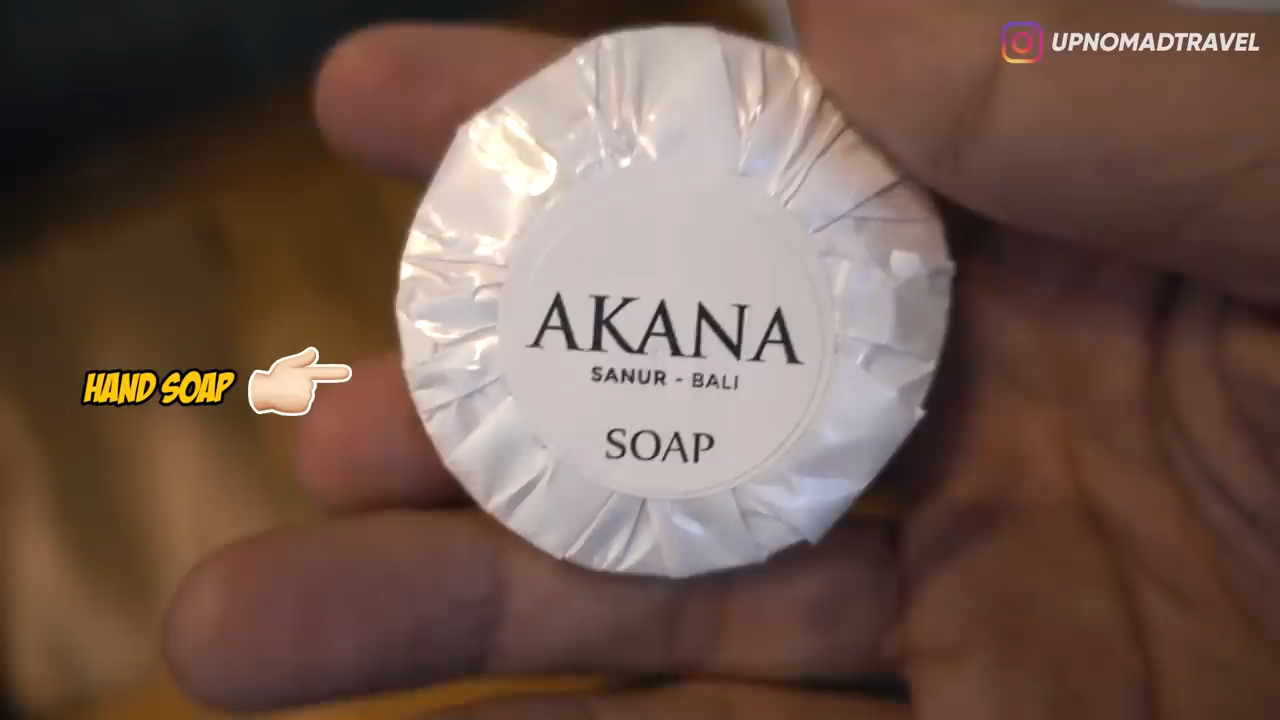 UPNOMADTRAVEL
AKANA
SANUR - BALI
SOAP
HAND SOAP